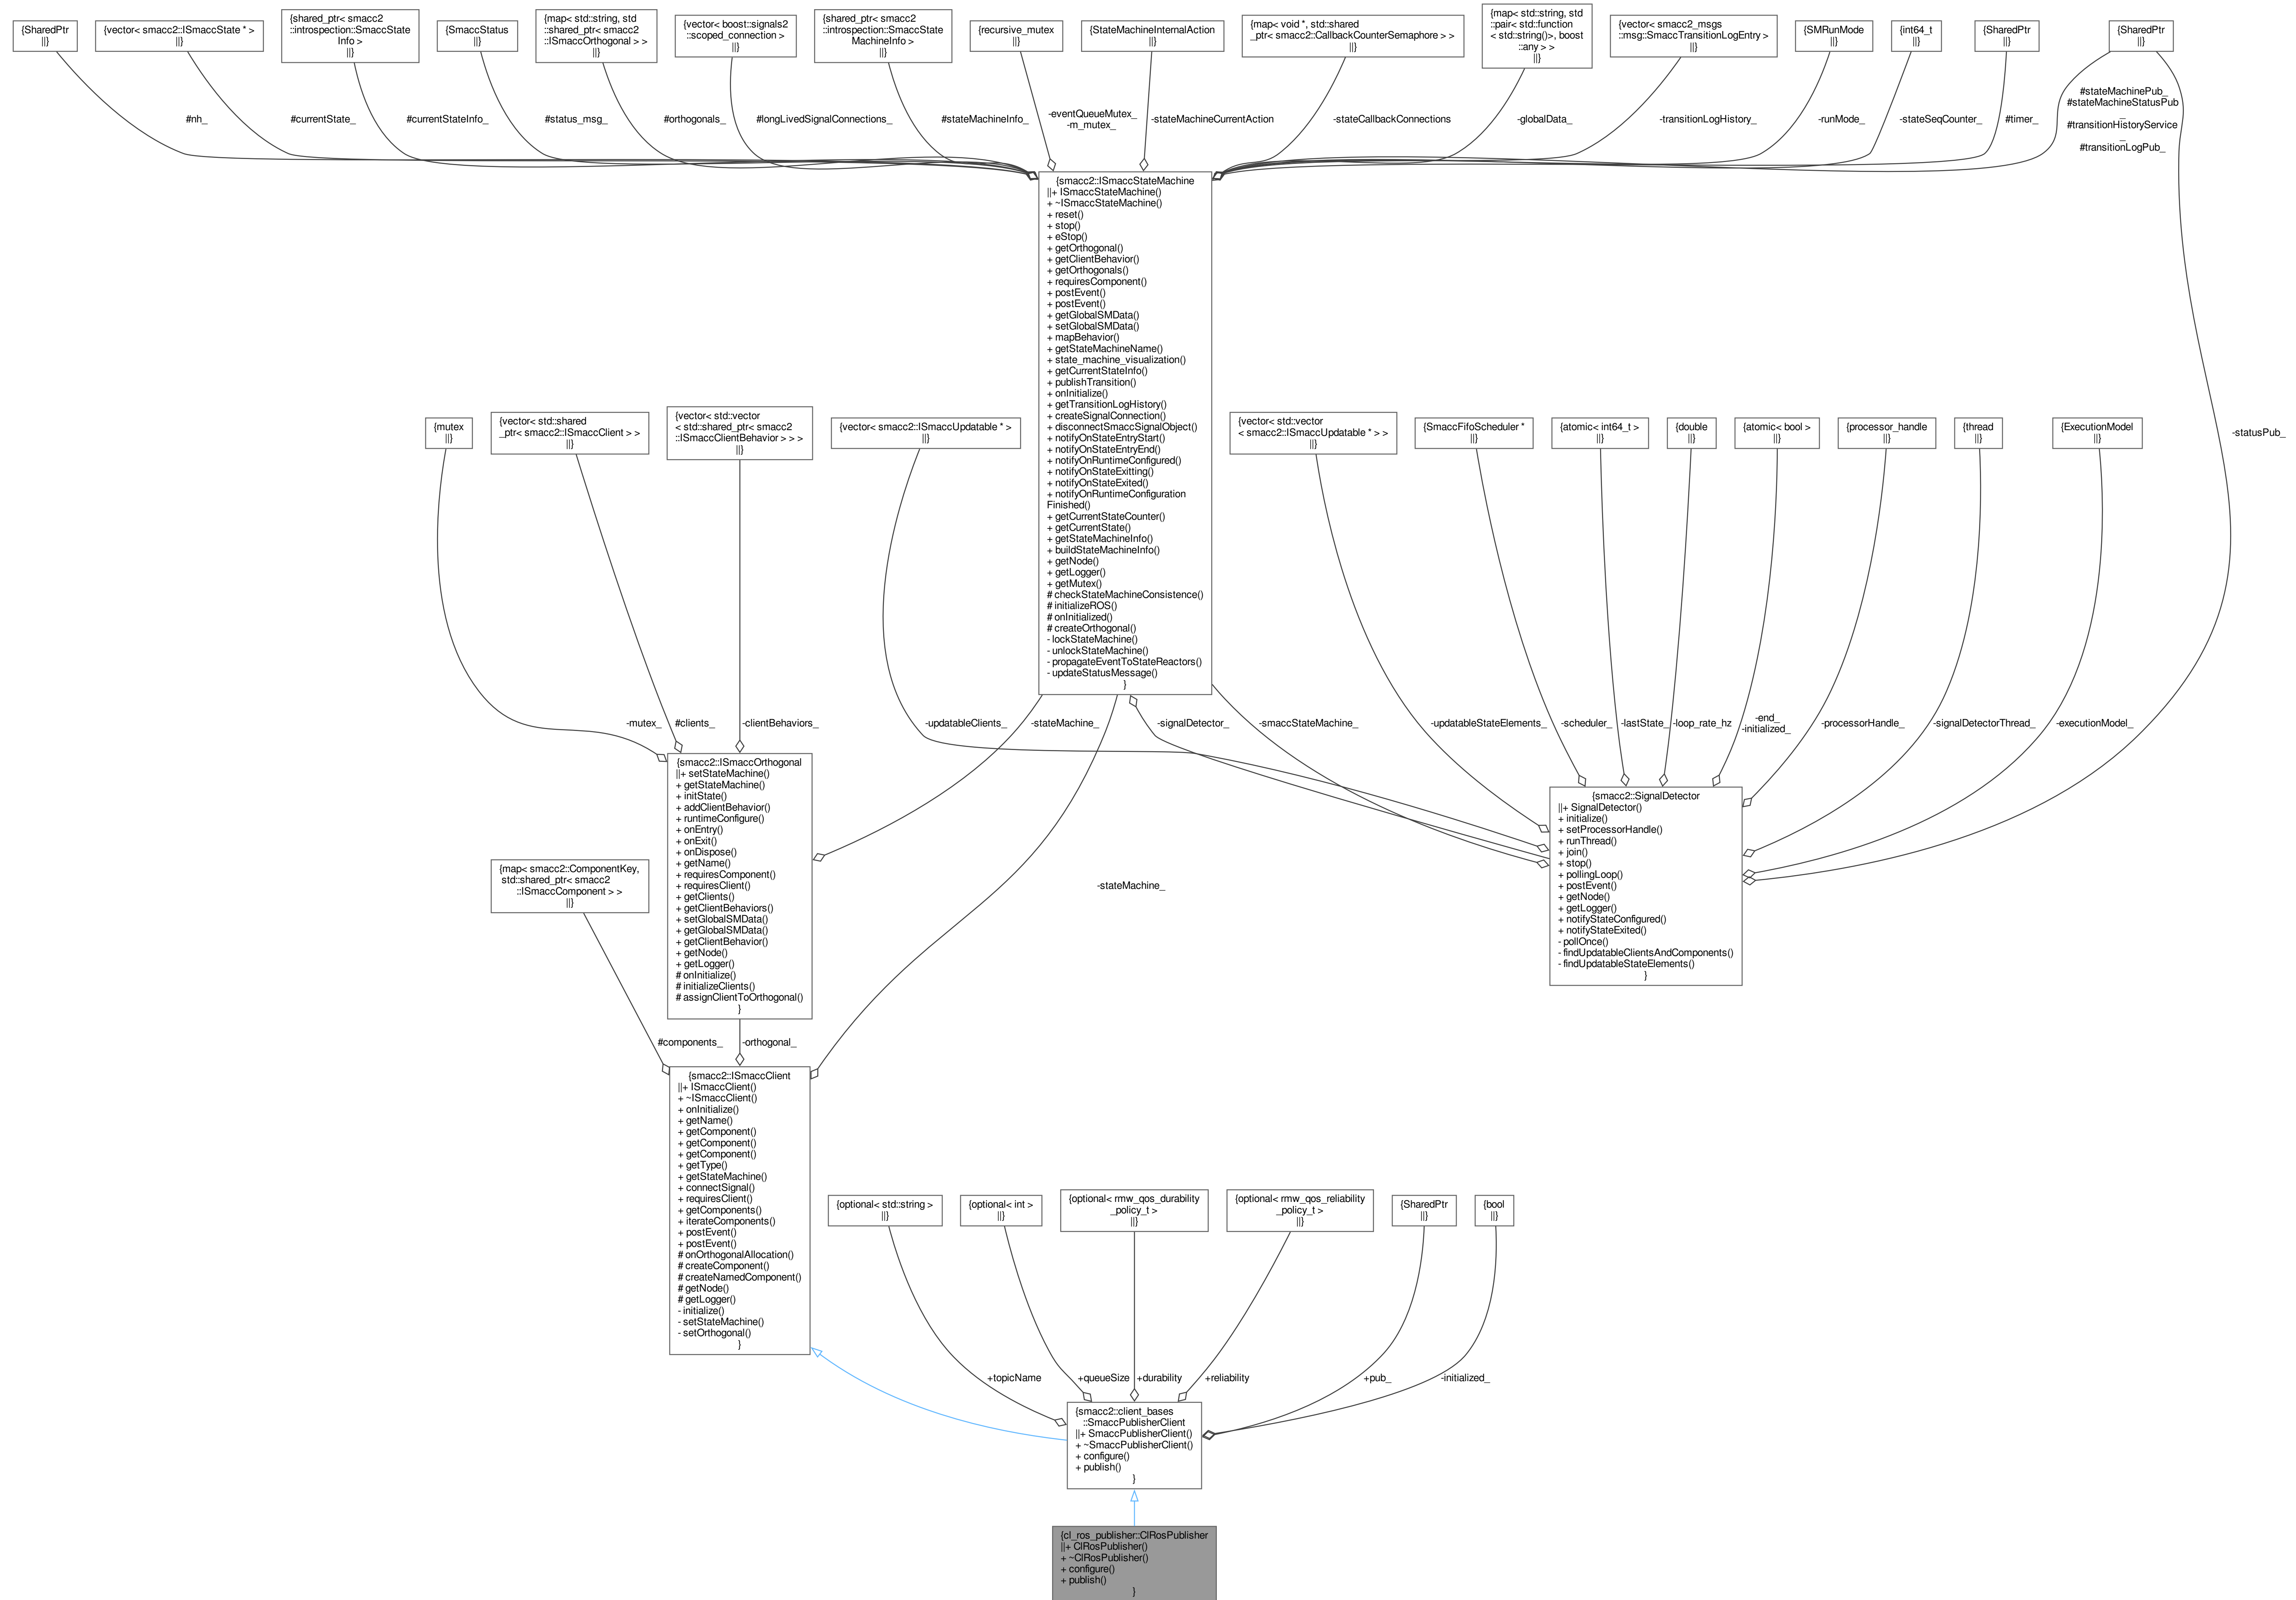 {SharedPtr
||}
{vector< smacc2::ISmaccState * >
||}
{shared_ptr< smacc2
::introspection::SmaccState
Info >
||}
{SmaccStatus
||}
{map< std::string, std
::shared_ptr< smacc2
::ISmaccOrthogonal > >
||}
{vector< boost::signals2
::scoped_connection >
||}
{shared_ptr< smacc2
::introspection::SmaccState
MachineInfo >
||}
{recursive_mutex
||}
{StateMachineInternalAction
||}
{map< void *, std::shared
_ptr< smacc2::CallbackCounterSemaphore > >
||}
{map< std::string, std
::pair< std::function
< std::string()>, boost
::any > >
||}
{vector< smacc2_msgs
::msg::SmaccTransitionLogEntry >
||}
{SMRunMode
||}
{int64_t
||}
{SharedPtr
||}
{SharedPtr
||}
#nh_
#currentState_
#currentStateInfo_
#status_msg_
#orthogonals_
#longLivedSignalConnections_
#stateMachineInfo_
-eventQueueMutex_
-m_mutex_
-stateMachineCurrentAction
-stateCallbackConnections
-globalData_
-transitionLogHistory_
-runMode_
-stateSeqCounter_
#timer_
#stateMachinePub_
#stateMachineStatusPub
_
#transitionHistoryService
_
#transitionLogPub_
{smacc2::ISmaccStateMachine
||+ ISmaccStateMachine()
+ ~ISmaccStateMachine()
+ reset()
+ stop()
+ eStop()
+ getOrthogonal()
+ getClientBehavior()
+ getOrthogonals()
+ requiresComponent()
+ postEvent()
+ postEvent()
+ getGlobalSMData()
+ setGlobalSMData()
+ mapBehavior()
+ getStateMachineName()
+ state_machine_visualization()
+ getCurrentStateInfo()
+ publishTransition()
+ onInitialize()
+ getTransitionLogHistory()
+ createSignalConnection()
+ disconnectSmaccSignalObject()
+ notifyOnStateEntryStart()
+ notifyOnStateEntryEnd()
+ notifyOnRuntimeConfigured()
+ notifyOnStateExitting()
+ notifyOnStateExited()
+ notifyOnRuntimeConfiguration
Finished()
+ getCurrentStateCounter()
+ getCurrentState()
+ getStateMachineInfo()
+ buildStateMachineInfo()
+ getNode()
+ getLogger()
+ getMutex()
# checkStateMachineConsistence()
# initializeROS()
# onInitialized()
# createOrthogonal()
- lockStateMachine()
- unlockStateMachine()
- propagateEventToStateReactors()
- updateStatusMessage()
}
{mutex
||}
{vector< std::shared
_ptr< smacc2::ISmaccClient > >
||}
{vector< std::vector
< std::shared_ptr< smacc2
::ISmaccClientBehavior > > >
||}
{vector< smacc2::ISmaccUpdatable * >
||}
{vector< std::vector
< smacc2::ISmaccUpdatable * > >
||}
{SmaccFifoScheduler *
||}
{atomic< int64_t >
||}
{double
||}
{atomic< bool >
||}
{processor_handle
||}
{thread
||}
{ExecutionModel
||}
-statusPub_
-mutex_
#clients_
-clientBehaviors_
-updatableClients_
-stateMachine_
-signalDetector_
-smaccStateMachine_
-updatableStateElements_
-scheduler_
-lastState_
-loop_rate_hz
-end_
-initialized_
-processorHandle_
-signalDetectorThread_
-executionModel_
{smacc2::ISmaccOrthogonal
||+ setStateMachine()
+ getStateMachine()
+ initState()
+ addClientBehavior()
+ runtimeConfigure()
+ onEntry()
+ onExit()
+ onDispose()
+ getName()
+ requiresComponent()
+ requiresClient()
+ getClients()
+ getClientBehaviors()
+ setGlobalSMData()
+ getGlobalSMData()
+ getClientBehavior()
+ getNode()
+ getLogger()
# onInitialize()
# initializeClients()
# assignClientToOrthogonal()
}
{smacc2::SignalDetector
||+ SignalDetector()
+ initialize()
+ setProcessorHandle()
+ runThread()
+ join()
+ stop()
+ pollingLoop()
+ postEvent()
+ getNode()
+ getLogger()
+ notifyStateConfigured()
+ notifyStateExited()
- pollOnce()
- findUpdatableClientsAndComponents()
- findUpdatableStateElements()
}
{map< smacc2::ComponentKey,
std::shared_ptr< smacc2
::ISmaccComponent > >
||}
-stateMachine_
#components_
-orthogonal_
{smacc2::ISmaccClient
||+ ISmaccClient()
+ ~ISmaccClient()
+ onInitialize()
+ getName()
+ getComponent()
+ getComponent()
+ getComponent()
+ getType()
+ getStateMachine()
+ connectSignal()
+ requiresClient()
+ getComponents()
+ iterateComponents()
+ postEvent()
+ postEvent()
# onOrthogonalAllocation()
# createComponent()
# createNamedComponent()
# getNode()
# getLogger()
- initialize()
- setStateMachine()
- setOrthogonal()
}
{optional< std::string >
||}
{optional< int >
||}
{optional< rmw_qos_durability
_policy_t >
||}
{optional< rmw_qos_reliability
_policy_t >
||}
{SharedPtr
||}
{bool
||}
+topicName
+queueSize
+durability
+reliability
+pub_
-initialized_
{smacc2::client_bases
::SmaccPublisherClient
||+ SmaccPublisherClient()
+ ~SmaccPublisherClient()
+ configure()
+ publish()
}
{cl_ros_publisher::ClRosPublisher
||+ ClRosPublisher()
+ ~ClRosPublisher()
+ configure()
+ publish()
}